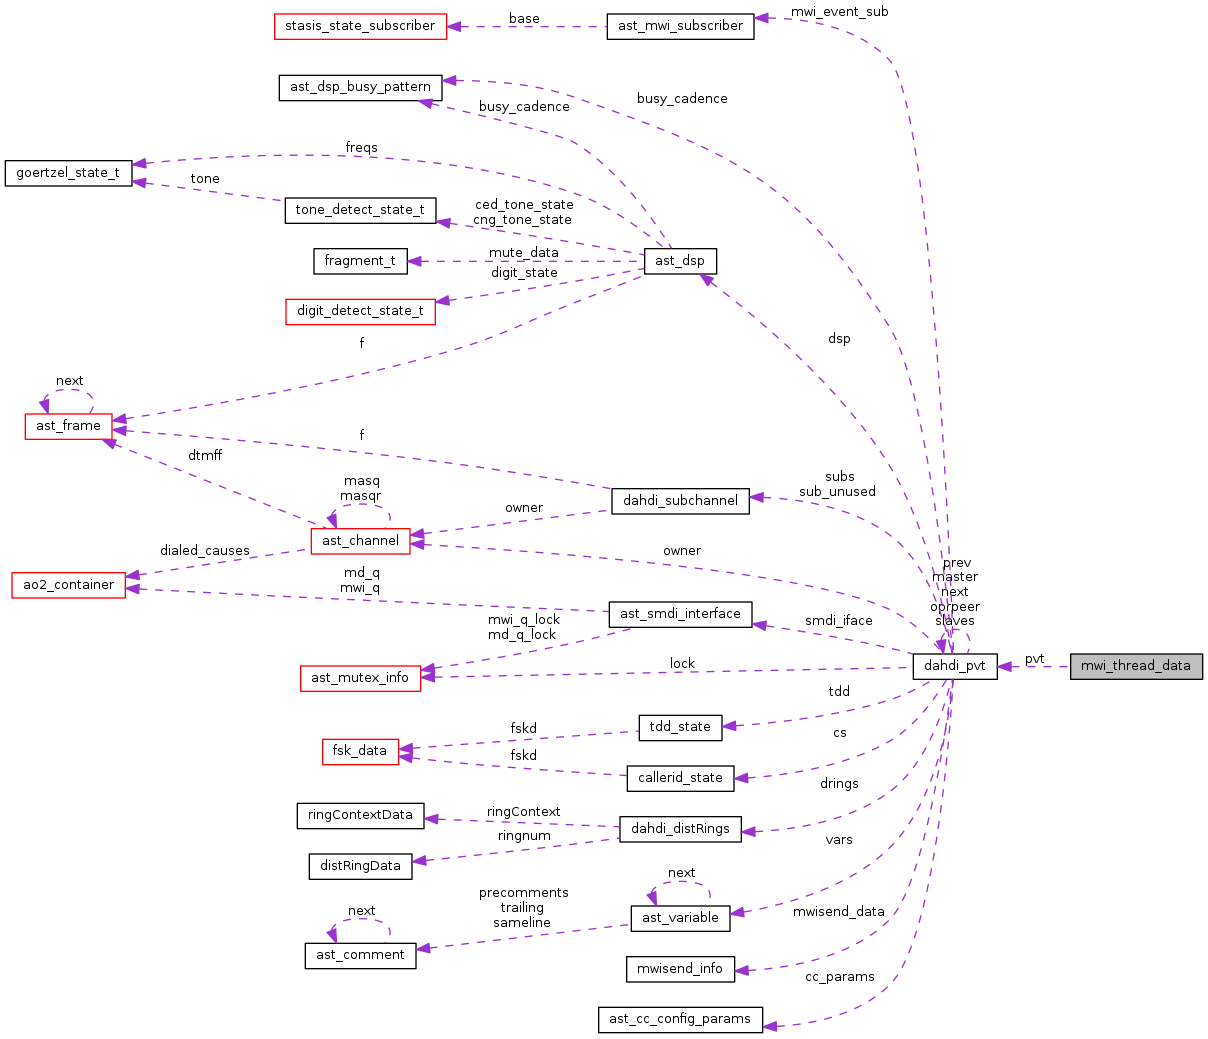 mwi_event_sub
stasis_state_subscriber
base
ast_mwi_subscriber
ast_dsp_busy_pattern
busy_cadence
busy_cadence
freqs
goertzel_state_t
tone
tone_detect_state_t
ced_tone_state
cng_tone_state
fragment_t
mute_data
ast_dsp
digit_state
digit_detect_state_t
f
dsp
next
ast_frame
f
dtmff
masq
masqr
subs
sub_unused
dahdi_subchannel
owner
ast_channel
dialed_causes
owner
ao2_container
md_q
mwi_q
ast_smdi_interface
smdi_iface
prev
master
next
oprpeer
slaves
mwi_q_lock
md_q_lock
ast_mutex_info
lock
dahdi_pvt
pvt
mwi_thread_data
tdd
tdd_state
fskd
fsk_data
fskd
cs
callerid_state
drings
ringContextData
ringContext
dahdi_distRings
ringnum
distRingData
vars
next
precomments
trailing
sameline
ast_variable
mwisend_data
next
ast_comment
mwisend_info
cc_params
ast_cc_config_params